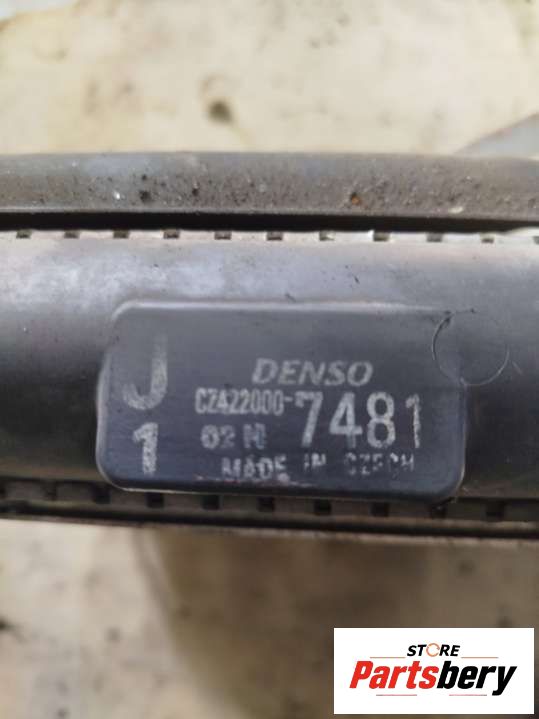 J
1
DENSO
CZ422000-
7481
02 N
MADE IN CZECH
STORE
Partsbery